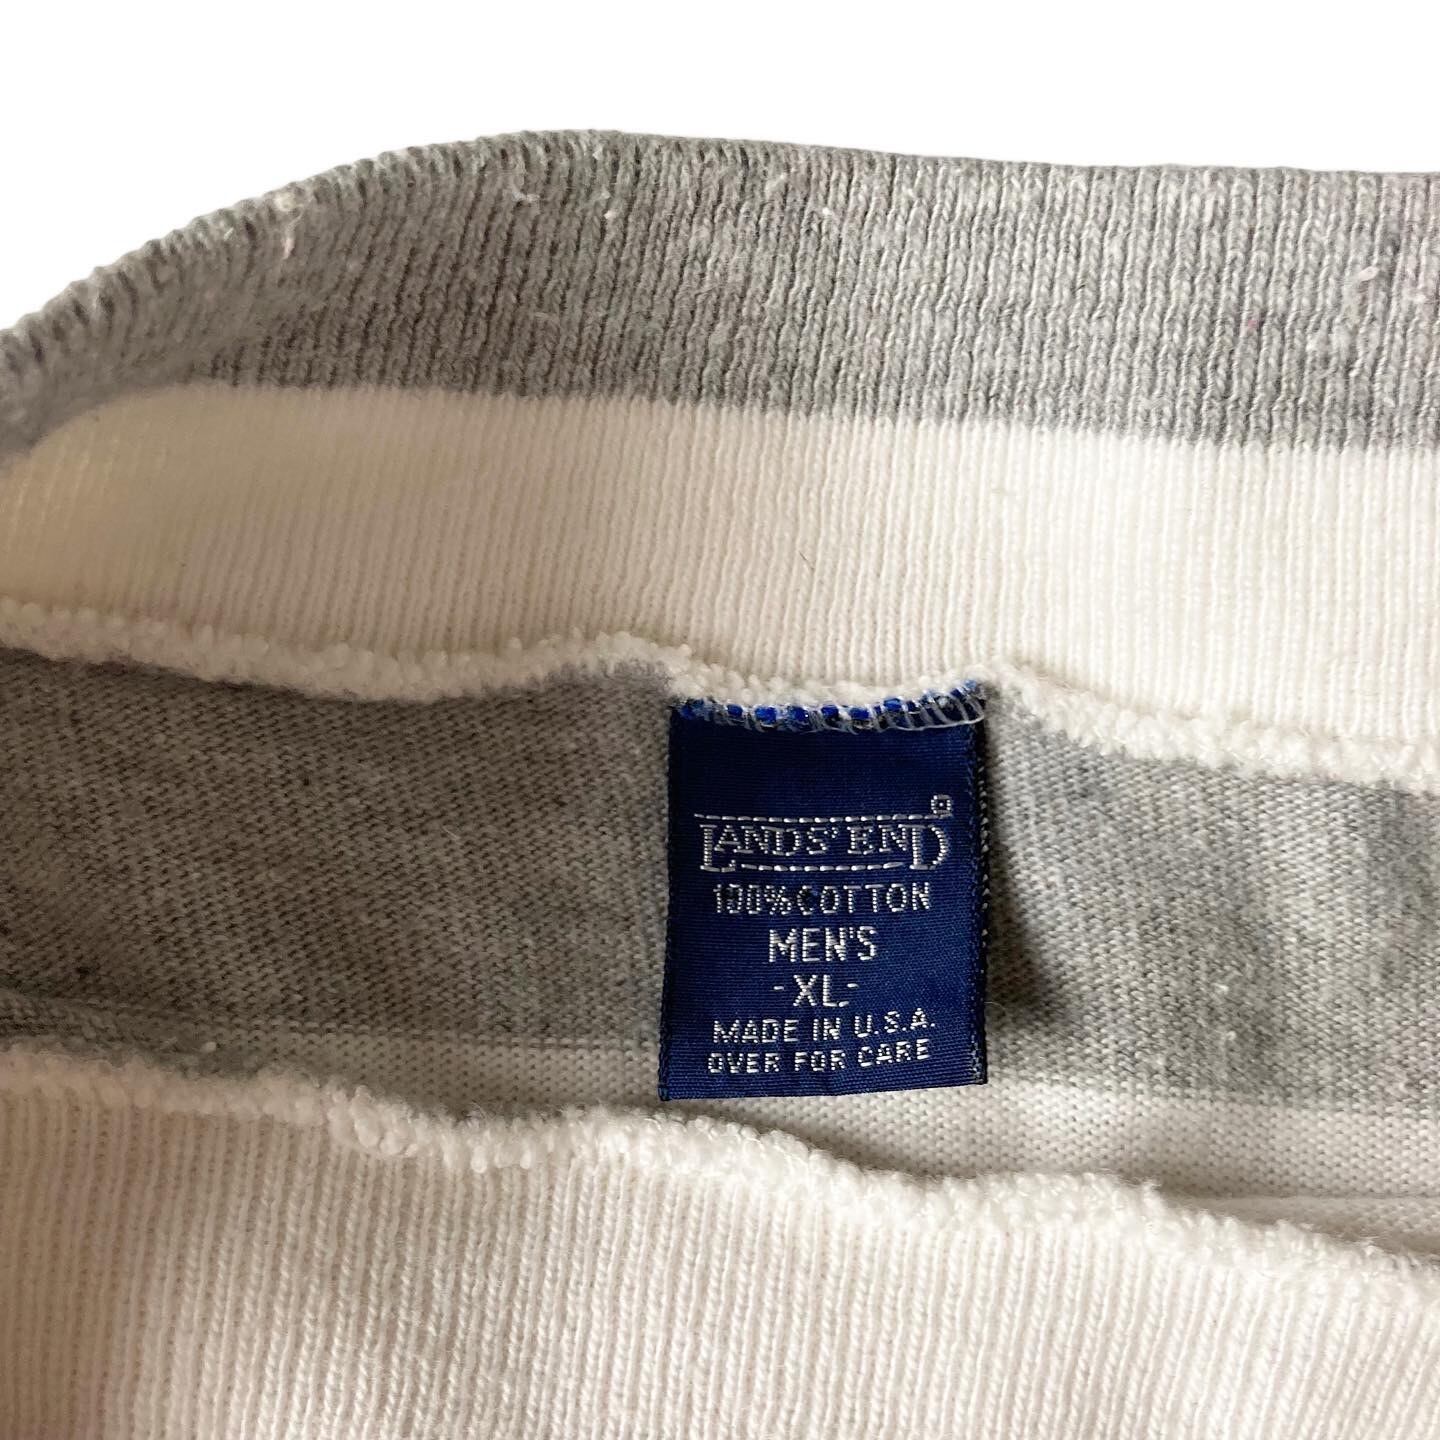 LANDS' END
100% COTTON
MEN'S
-XL-
MADE IN U.S.A.
OVER FOR CARE